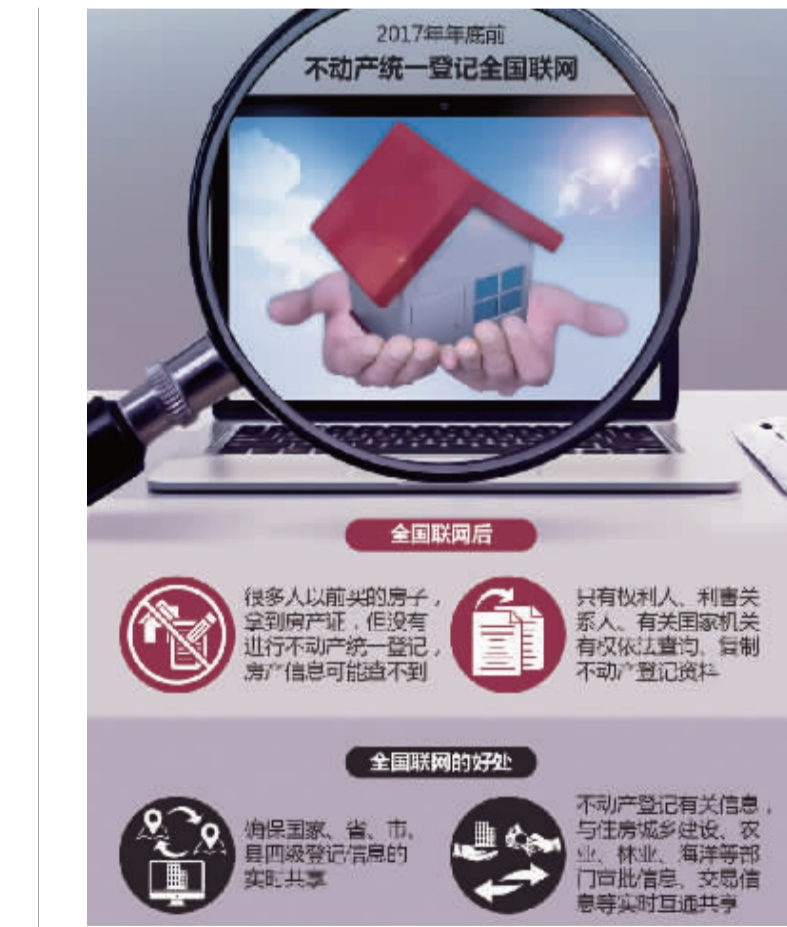 2017年年底前
不动产统一登记全国联网
全国联网后
很多人以前买的房子，
拿到房产证，但没有
进行不动产统一登记，
房产信息可能查不到
只有权利人、利害关
系人、有关国家机关
有权依法查询、复制
不动产登记资料
全国联网的好处
确保国家、省、市、
县四级登记信息的
实时共享
不动产登记有关信息，
与住房城乡建设、农
业、林业、海洋等部
门审批信息、交易信
息等实时互通共享